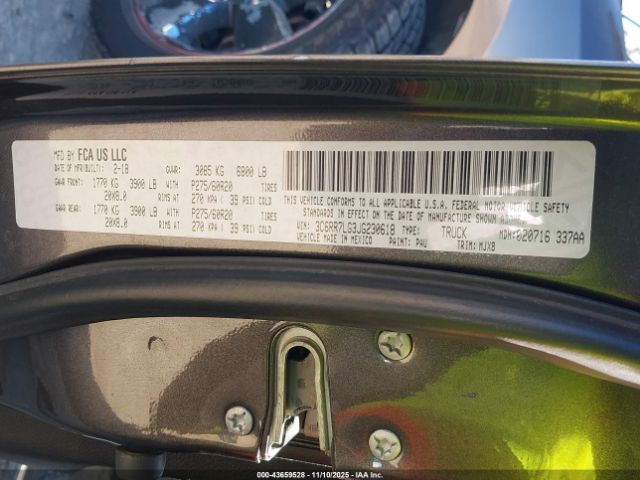 MFD BY FCA US LLC
DATE OF MFR(BUILT): 2-18 GVWR: 3085 KG 6800 LB
GAWR FRONT: 1770 KG 3900 LB WITH P275/60R20 TIRES
20X8.0 RIMS AT 270 KPA( 39 PSI) COLD
GAWR REAR: 1770 KG 3900 LB WITH P275/60R20 TIRES
20X8.0 RIMS AT 270 KPA( 39 PSI) COLD
THIS VEHICLE CONFORMS TO ALL APPLICABLE U.S.A. FEDERAL MOTOR VEHICLE SAFETY
STANDARDS IN EFFECT ON THE DATE OF MANUFACTURE SHOWN
VIN: 3C6RR7LG3JG230618 TYPE: TRUCK MDH:020716 337AA
VEHICLE MADE IN MEXICO PAINT: PAU TRIM: MJX8
000-43659528 - 11/10/2025 - IAAI.COM